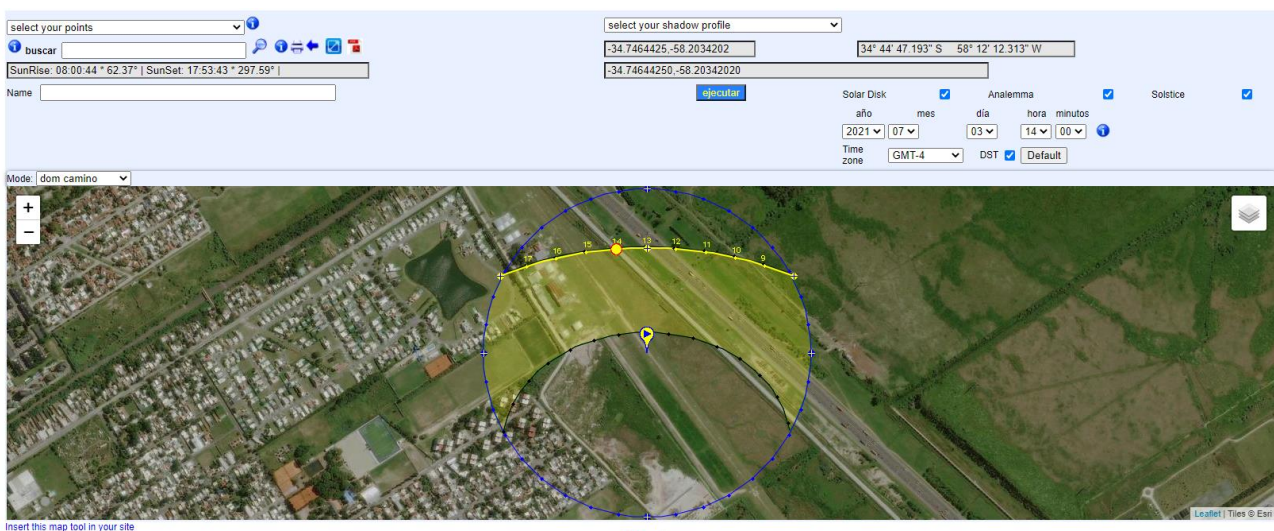 select your points
select your shadow profile
buscar
-34.7464425,-58.2034202
34° 44' 47.193" S 58° 12' 12.313" W
SunRise: 08:00:44 * 62.37° | SunSet: 17:53:43 * 297.59° |
-34.74644250,-58.20342020
Name
ejecutar
Solar Disk
Analemma
Solstice
año mes día hora minutos
2021 07 03 14 00
Time zone
GMT-4
DST
Default
Mode: dom camino
+
−
17 16 15 14 13 12 11 10 9
Leaflet | Tiles © Esri
Insert this map tool in your site